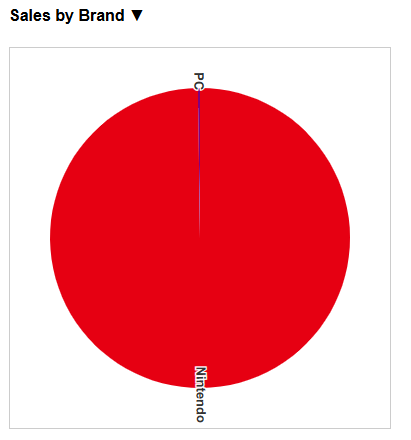 Sales by Brand ▼
PC
Nintendo